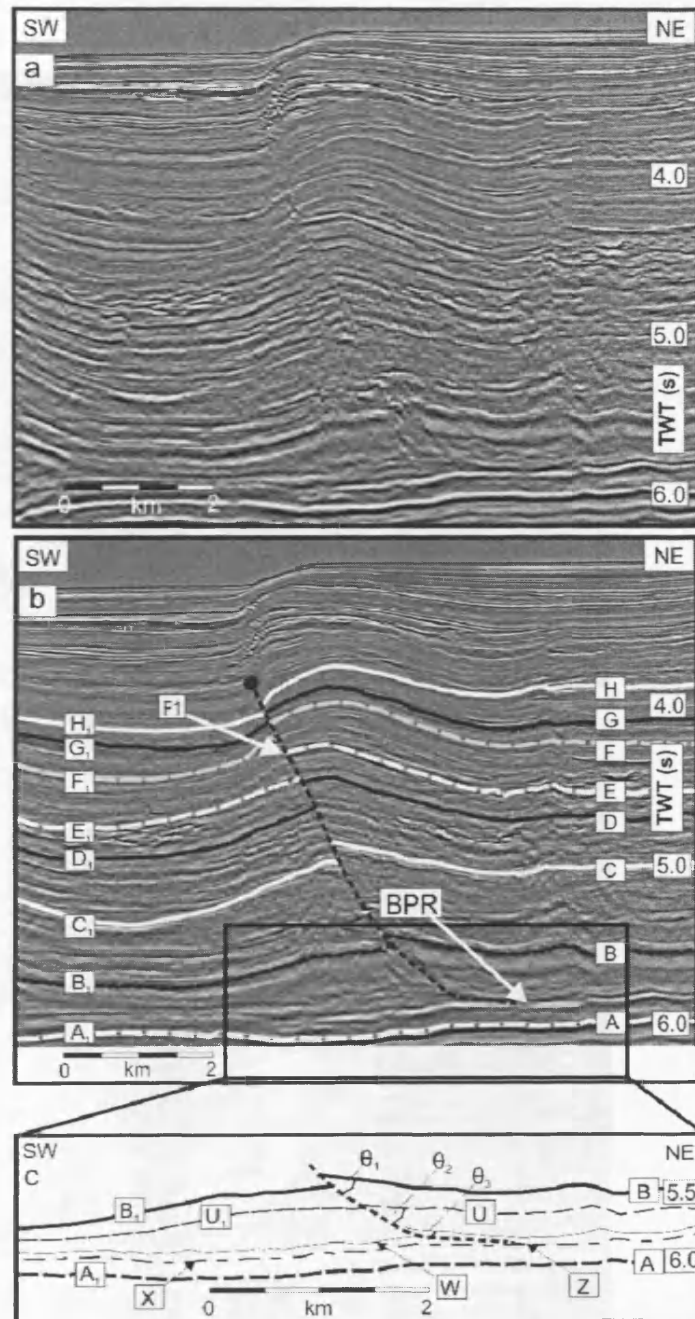 SW NE
a
4.0
5.0
TWT (s)
6.0
0 km 2
SW NE
b
F1
H₁ H
4.0
G₁ G
F₁ F
TWT (s)
E₁ E
D₁ D
5.0
C₁ C
BPR
B₁ B
A₁ A 6.0
0 km 2
SW NE
C
θ₁ θ₂ θ₃
B₁ U₁ U B 5.5
A₁ X W Z A 6.0
0 km 2